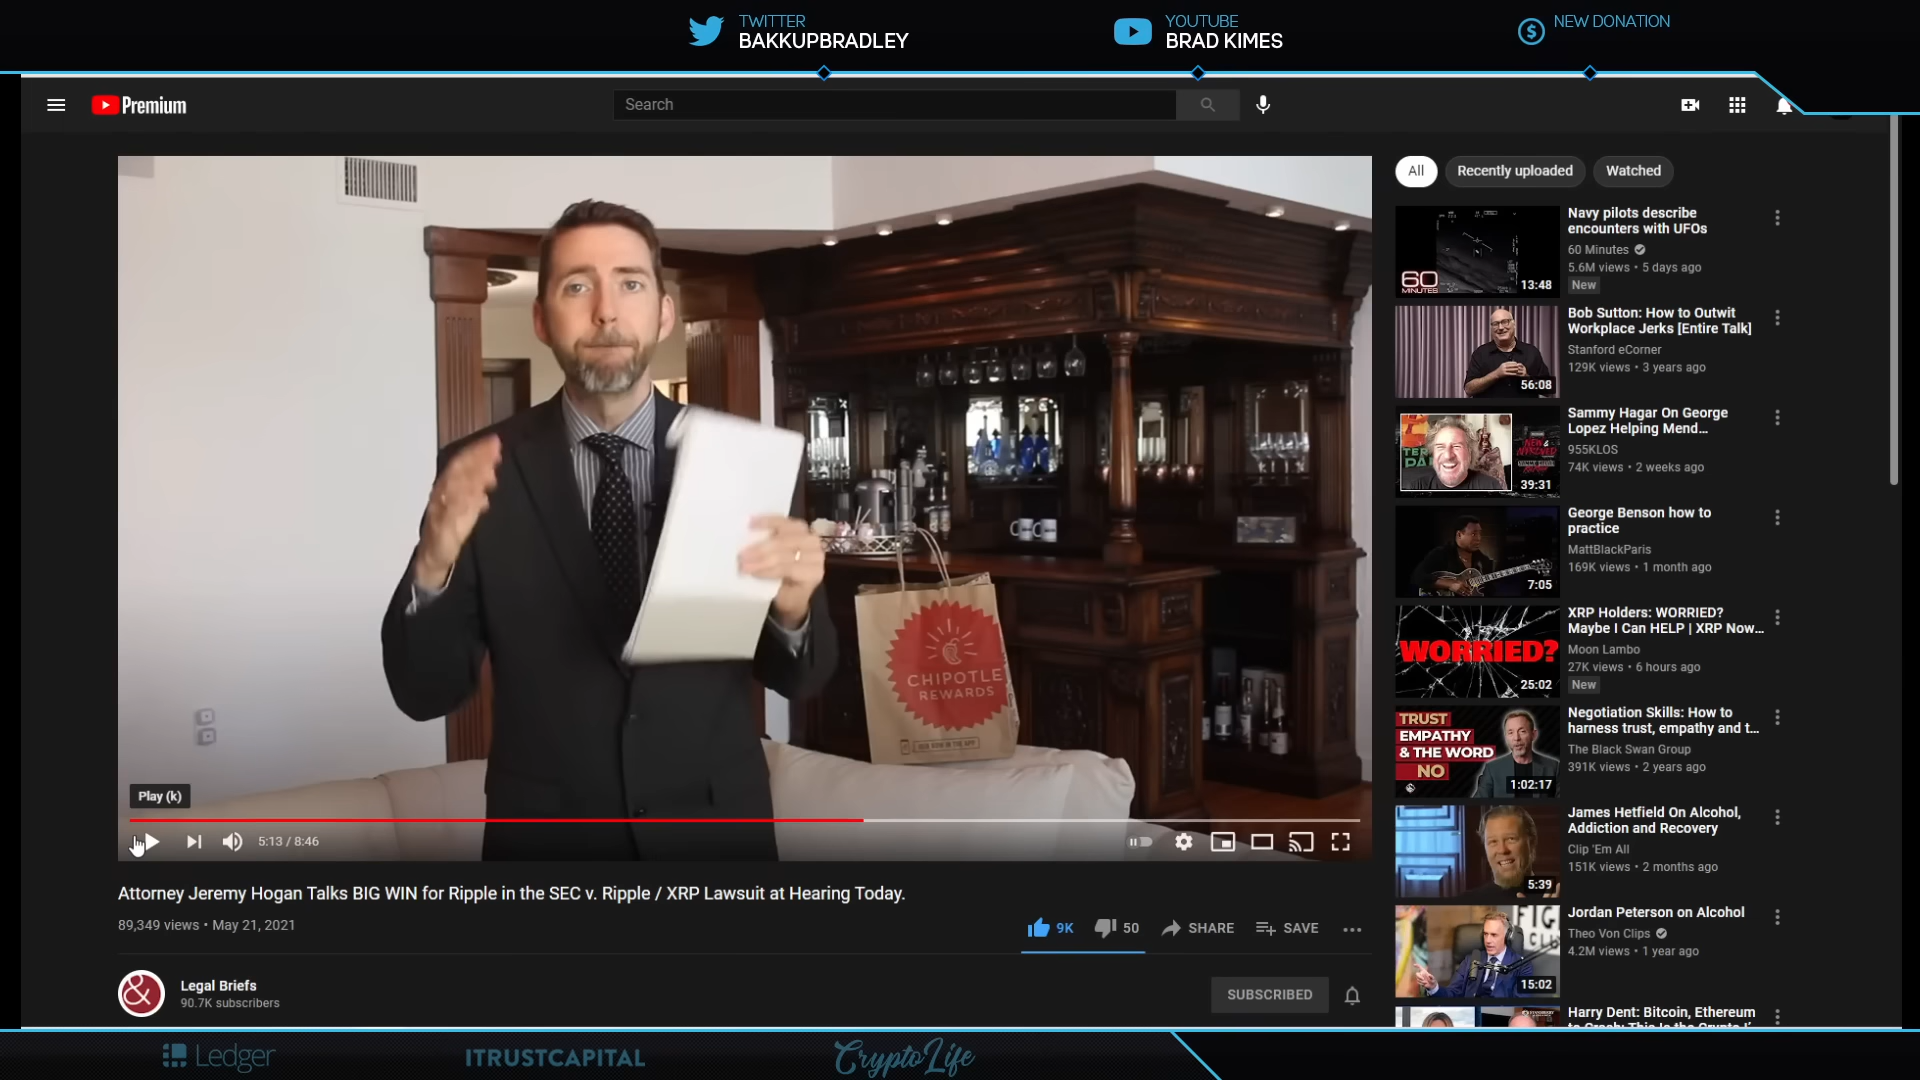 TWITTER
BAKKUPBRADLEY
YOUTUBE
BRAD KIMES
NEW DONATION
Premium
Search
CHIPOTLE
REWARDS
Play (k)
5:13 / 8:46
Attorney Jeremy Hogan Talks BIG WIN for Ripple in the SEC v. Ripple / XRP Lawsuit at Hearing Today.
89,349 views • May 21, 2021
9K
50
SHARE
SAVE
Legal Briefs
90.7K subscribers
SUBSCRIBED
All
Recently uploaded
Watched
60
MINUTES
13:48
Navy pilots describe
encounters with UFOs
60 Minutes
5.6M views • 5 days ago
New
56:08
Bob Sutton: How to Outwit
Workplace Jerks [Entire Talk]
Stanford eCorner
129K views • 3 years ago
39:31
Sammy Hagar On George
Lopez Helping Mend...
955KLOS
74K views • 2 weeks ago
7:05
George Benson how to
practice
MattBlackParis
169K views • 1 month ago
WORRIED?
25:02
XRP Holders: WORRIED?
Maybe I Can HELP | XRP Now...
Moon Lambo
27K views • 6 hours ago
New
TRUST
EMPATHY
& THE WORD
NO
1:02:17
Negotiation Skills: How to
harness trust, empathy and t...
The Black Swan Group
391K views • 2 years ago
5:39
James Hetfield On Alcohol,
Addiction and Recovery
Clip 'Em All
151K views • 2 months ago
15:02
Jordan Peterson on Alcohol
Theo Von Clips
4.2M views • 1 year ago
Harry Dent: Bitcoin, Ethereum
Ledger
ITRUSTCAPITAL
CryptoLife